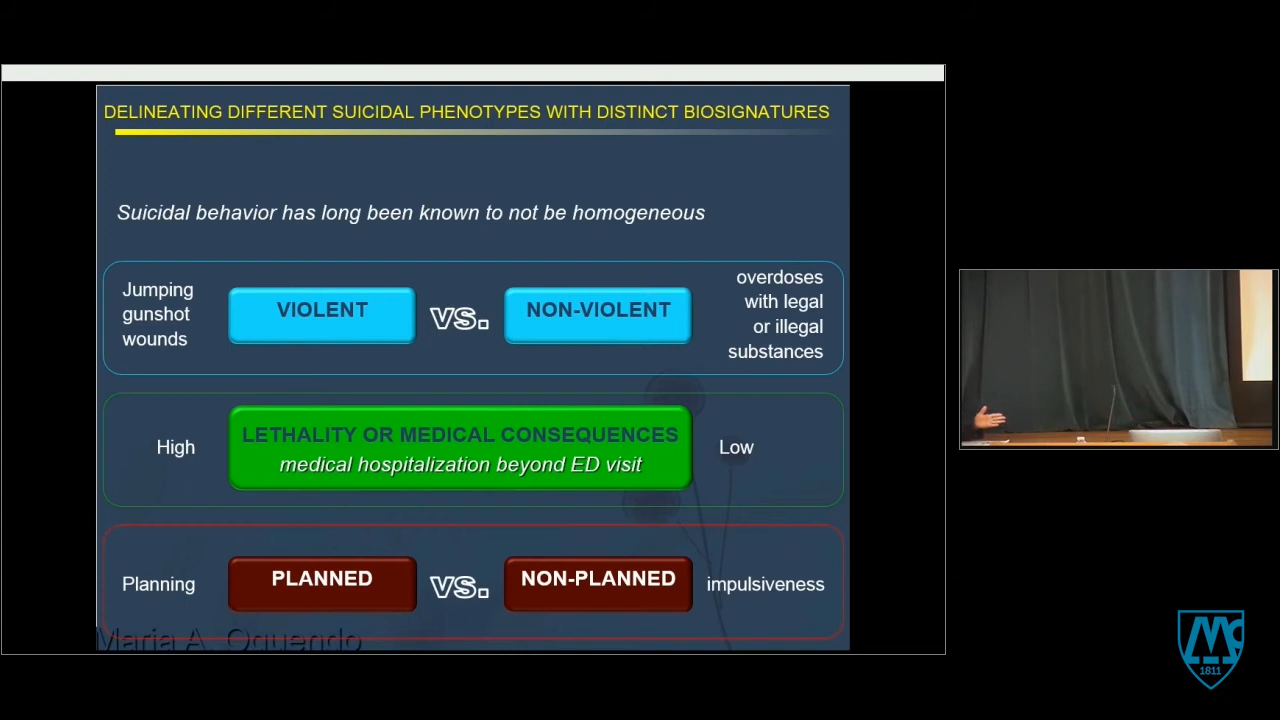 DELINEATING DIFFERENT SUICIDAL PHENOTYPES WITH DISTINCT BIOSIGNATURES
Suicidal behavior has long been known to not be homogeneous
Jumping
gunshot
wounds
VIOLENT
VS.
NON-VIOLENT
overdoses
with legal
or illegal
substances
High
LETHALITY OR MEDICAL CONSEQUENCES
medical hospitalization beyond ED visit
Low
Planning
PLANNED
VS.
NON-PLANNED
impulsiveness
Maria A. Oquendo
1811